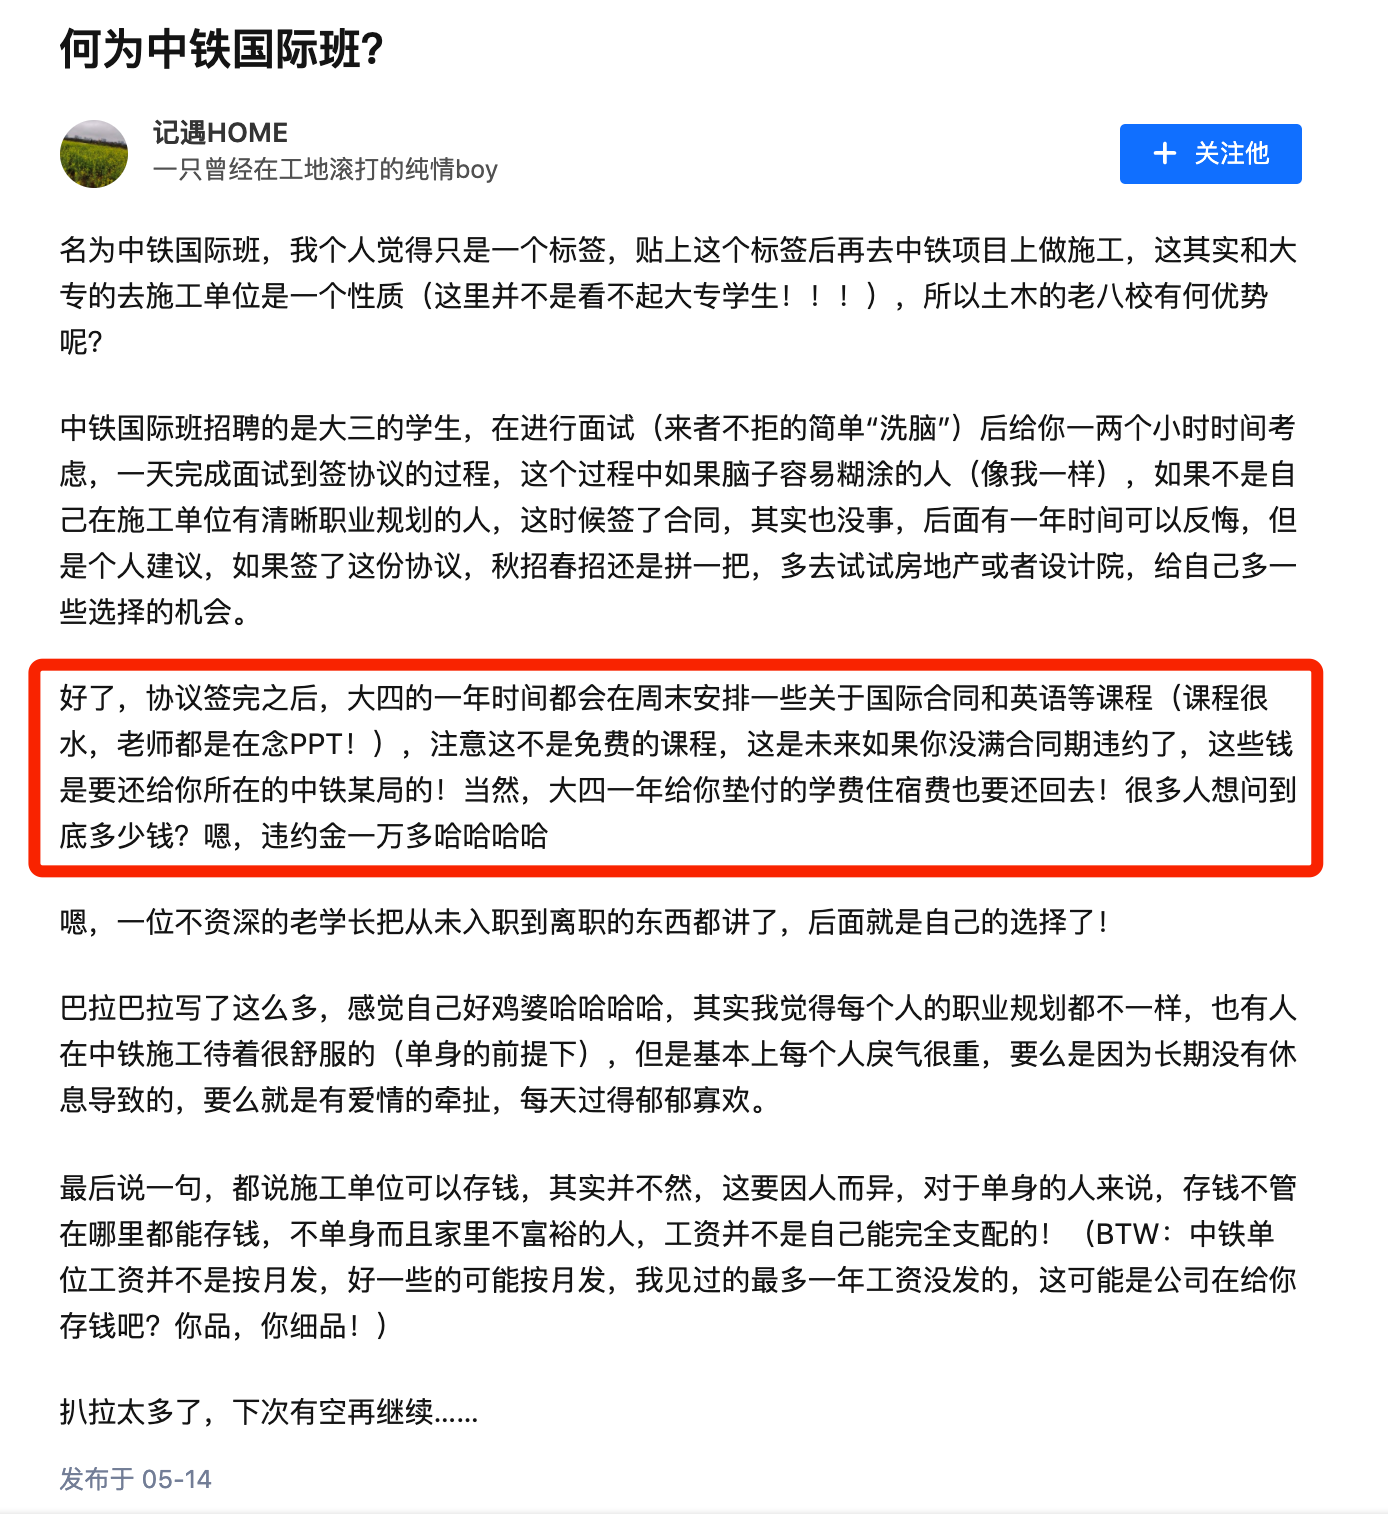 何为中铁国际班?
记遇HOME
一只曾经在工地滚打的纯情boy
+ 关注他
名为中铁国际班，我个人觉得只是一个标签，贴上这个标签后再去中铁项目上做施工，这其实和大
专的去施工单位是一个性质（这里并不是看不起大专学生！！！），所以土木的老八校有何优势
呢？
中铁国际班招聘的是大三的学生，在进行面试（来者不拒的简单“洗脑”）后给你一两个小时时间考
虑，一天完成面试到签协议的过程，这个过程中如果脑子容易糊涂的人（像我一样），如果不是自
己在施工单位有清晰职业规划的人，这时候签了合同，其实也没事，后面有一年时间可以反悔，但
是个人建议，如果签了这份协议，秋招春招还是拼一把，多去试试房地产或者设计院，给自己多一
些选择的机会。
好了，协议签完之后，大四的一年时间都会在周末安排一些关于国际合同和英语等课程（课程很
水，老师都是在念PPT！），注意这不是免费的课程，这是未来如果你没满合同期违约了，这些钱
是要还给你所在的中铁某局的！当然，大四一年给你垫付的学费住宿费也要还回去！很多人想问到
底多少钱？嗯，违约金一万多哈哈哈哈
嗯，一位不资深的老学长把从未入职到离职的东西都讲了，后面就是自己的选择了！
巴拉巴拉写了这么多，感觉自己好鸡婆哈哈哈哈，其实我觉得每个人的职业规划都不一样，也有人
在中铁施工待着很舒服的（单身的前提下），但是基本上每个人戾气很重，要么是因为长期没有休
息导致的，要么就是有爱情的牵扯，每天过得郁郁寡欢。
最后说一句，都说施工单位可以存钱，其实并不然，这要因人而异，对于单身的人来说，存钱不管
在哪里都能存钱，不单身而且家里不富裕的人，工资并不是自己能完全支配的！（BTW：中铁单
位工资并不是按月发，好一些的可能按月发，我见过的最多一年工资没发的，这可能是公司在给你
存钱吧？你品，你细品！）
扒拉太多了，下次有空再继续……
发布于 05-14